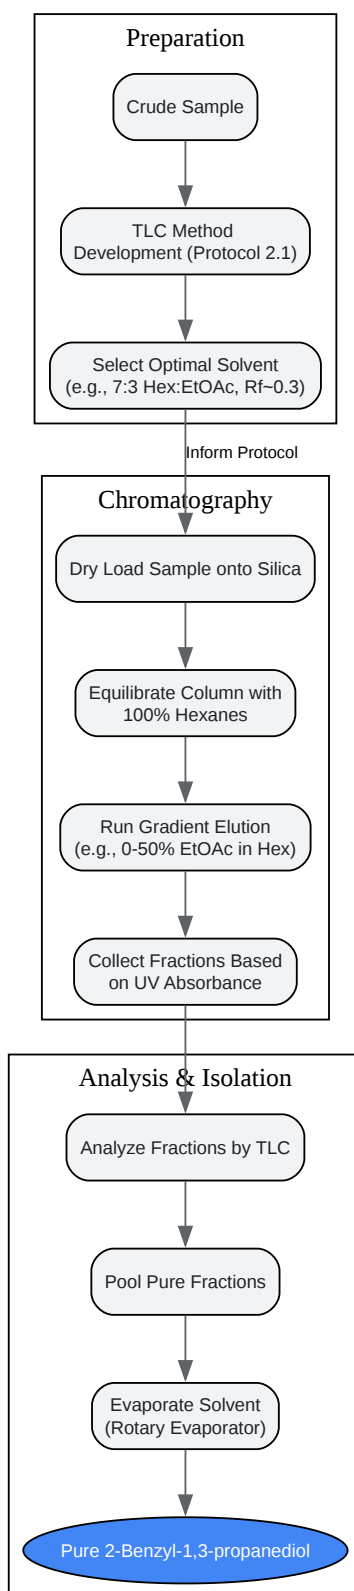 Preparation
Crude Sample
TLC Method
Development (Protocol 2.1)
Select Optimal Solvent
(e.g., 7:3 Hex:EtOAc, Rf~0.3)
Inform Protocol
Chromatography
Dry Load Sample onto Silica
Equilibrate Column with
100% Hexanes
Run Gradient Elution
(e.g., 0-50% EtOAc in Hex)
Collect Fractions Based
on UV Absorbance
Analysis & Isolation
Analyze Fractions by TLC
Pool Pure Fractions
Evaporate Solvent
(Rotary Evaporator)
Pure 2-Benzyl-1,3-propanediol